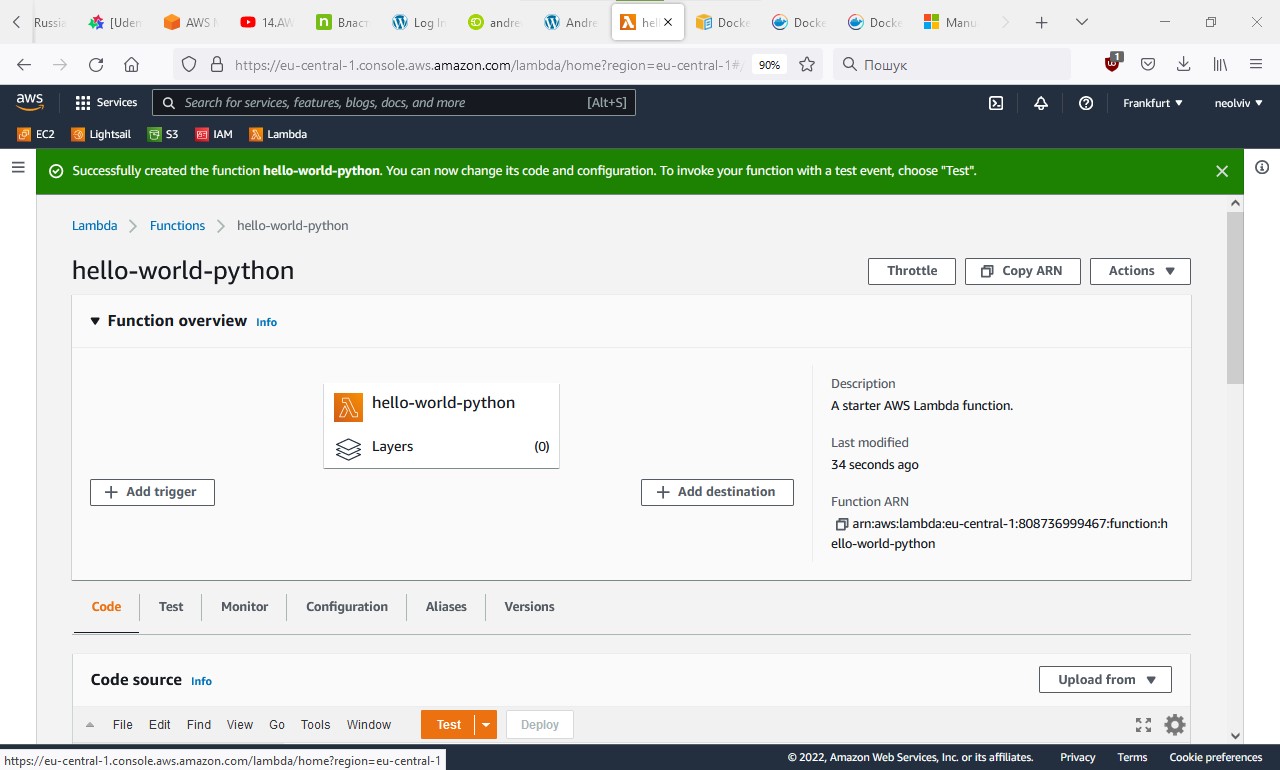 Russia [Uden AWS M 14.AW Власт Log In andre Andre hell Docke Docke Docke Manu
https://eu-central-1.console.aws.amazon.com/lambda/home?region=eu-central-1#/ 90% Пошук 1
aws Services Search for services, features, blogs, docs, and more [Alt+S] Frankfurt neolviv
EC2 Lightsail S3 IAM Lambda
Successfully created the function hello-world-python. You can now change its code and configuration. To invoke your function with a test event, choose "Test".
Lambda Functions hello-world-python
hello-world-python Throttle Copy ARN Actions
Function overview Info
hello-world-python
Layers (0)
Add trigger
Add destination
Description
A starter AWS Lambda function.
Last modified
34 seconds ago
Function ARN
arn:aws:lambda:eu-central-1:808736999467:function:h
ello-world-python
Code Test Monitor Configuration Aliases Versions
Code source Info Upload from
File Edit Find View Go Tools Window Test Deploy
https://eu-central-1.console.aws.amazon.com/lambda/home?region=eu-central-1 © 2022, Amazon Web Services, Inc. or its affiliates. Privacy Terms Cookie preferences